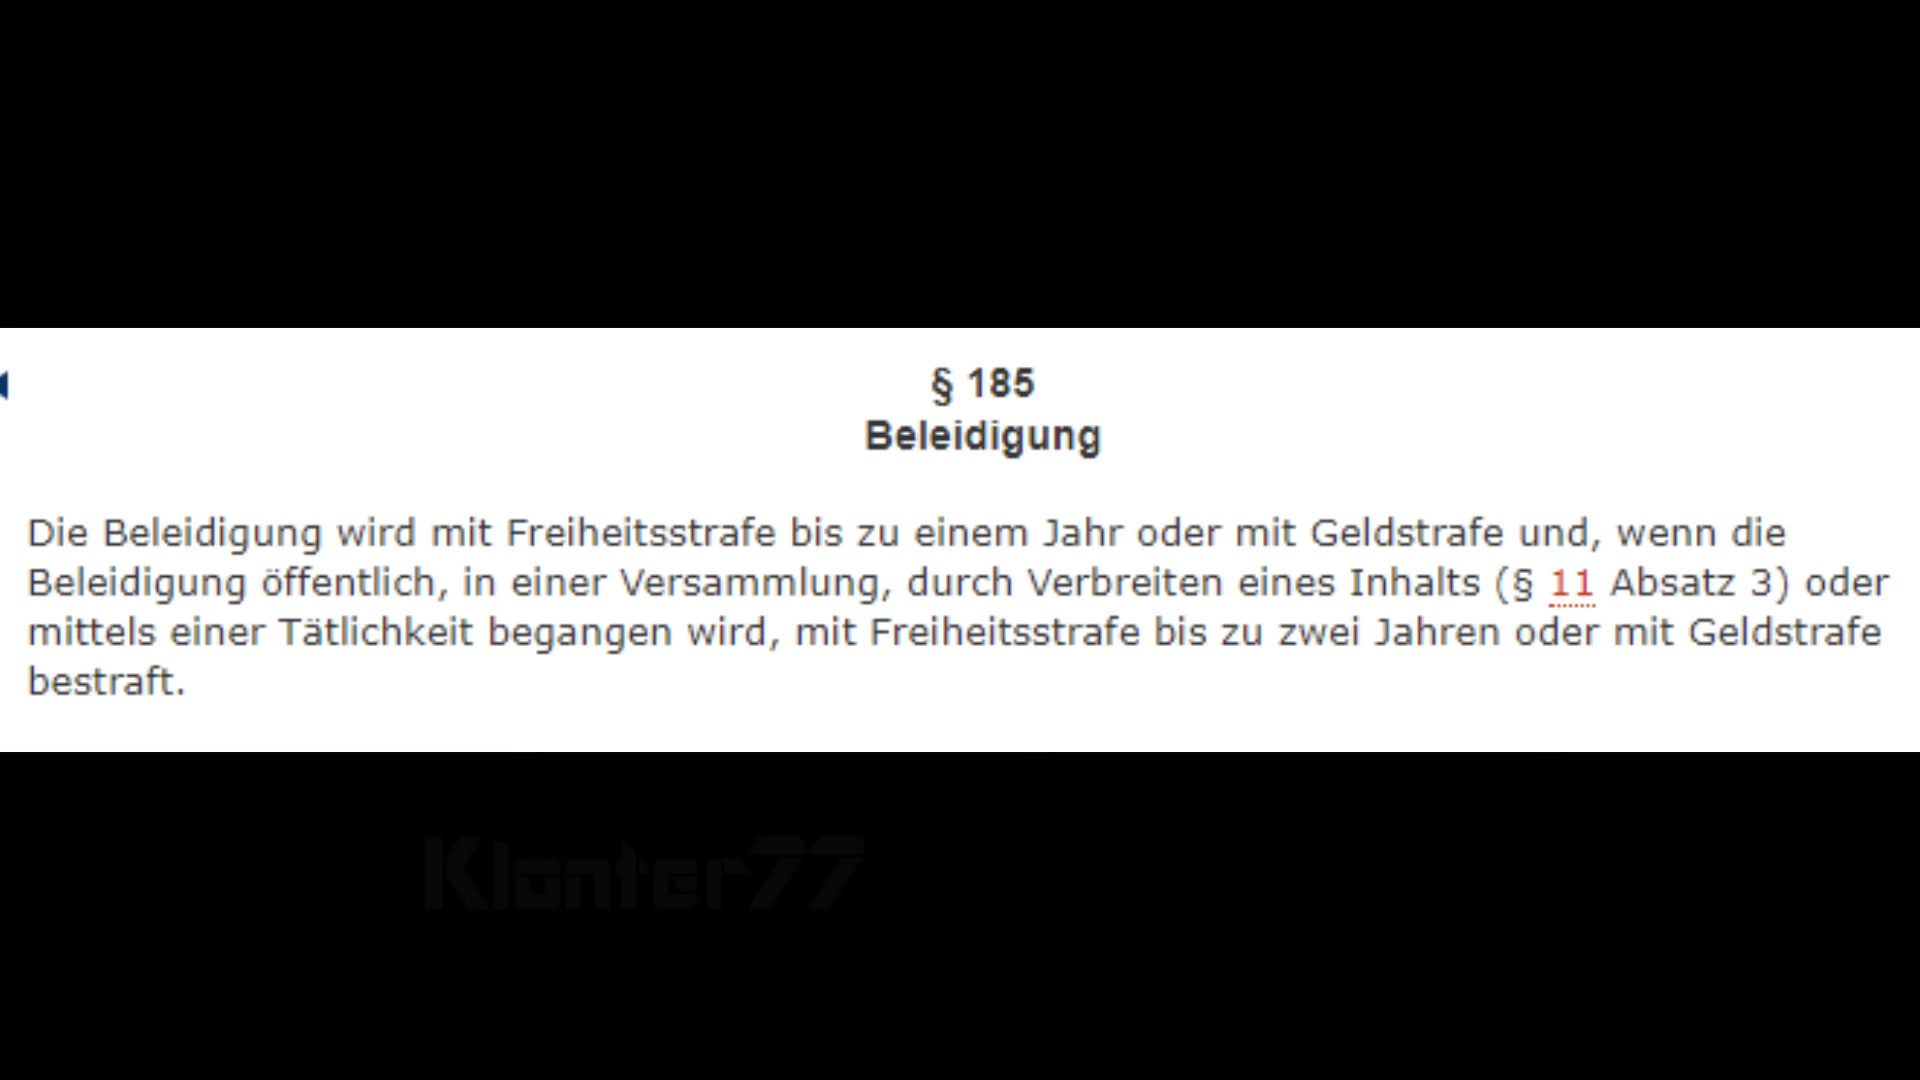 § 185
Beleidigung
Die Beleidigung wird mit Freiheitsstrafe bis zu einem Jahr oder mit Geldstrafe und, wenn die
Beleidigung öffentlich, in einer Versammlung, durch Verbreiten eines Inhalts (§ 11 Absatz 3) oder
mittels einer Tätlichkeit begangen wird, mit Freiheitsstrafe bis zu zwei Jahren oder mit Geldstrafe
bestraft.
Klonter77